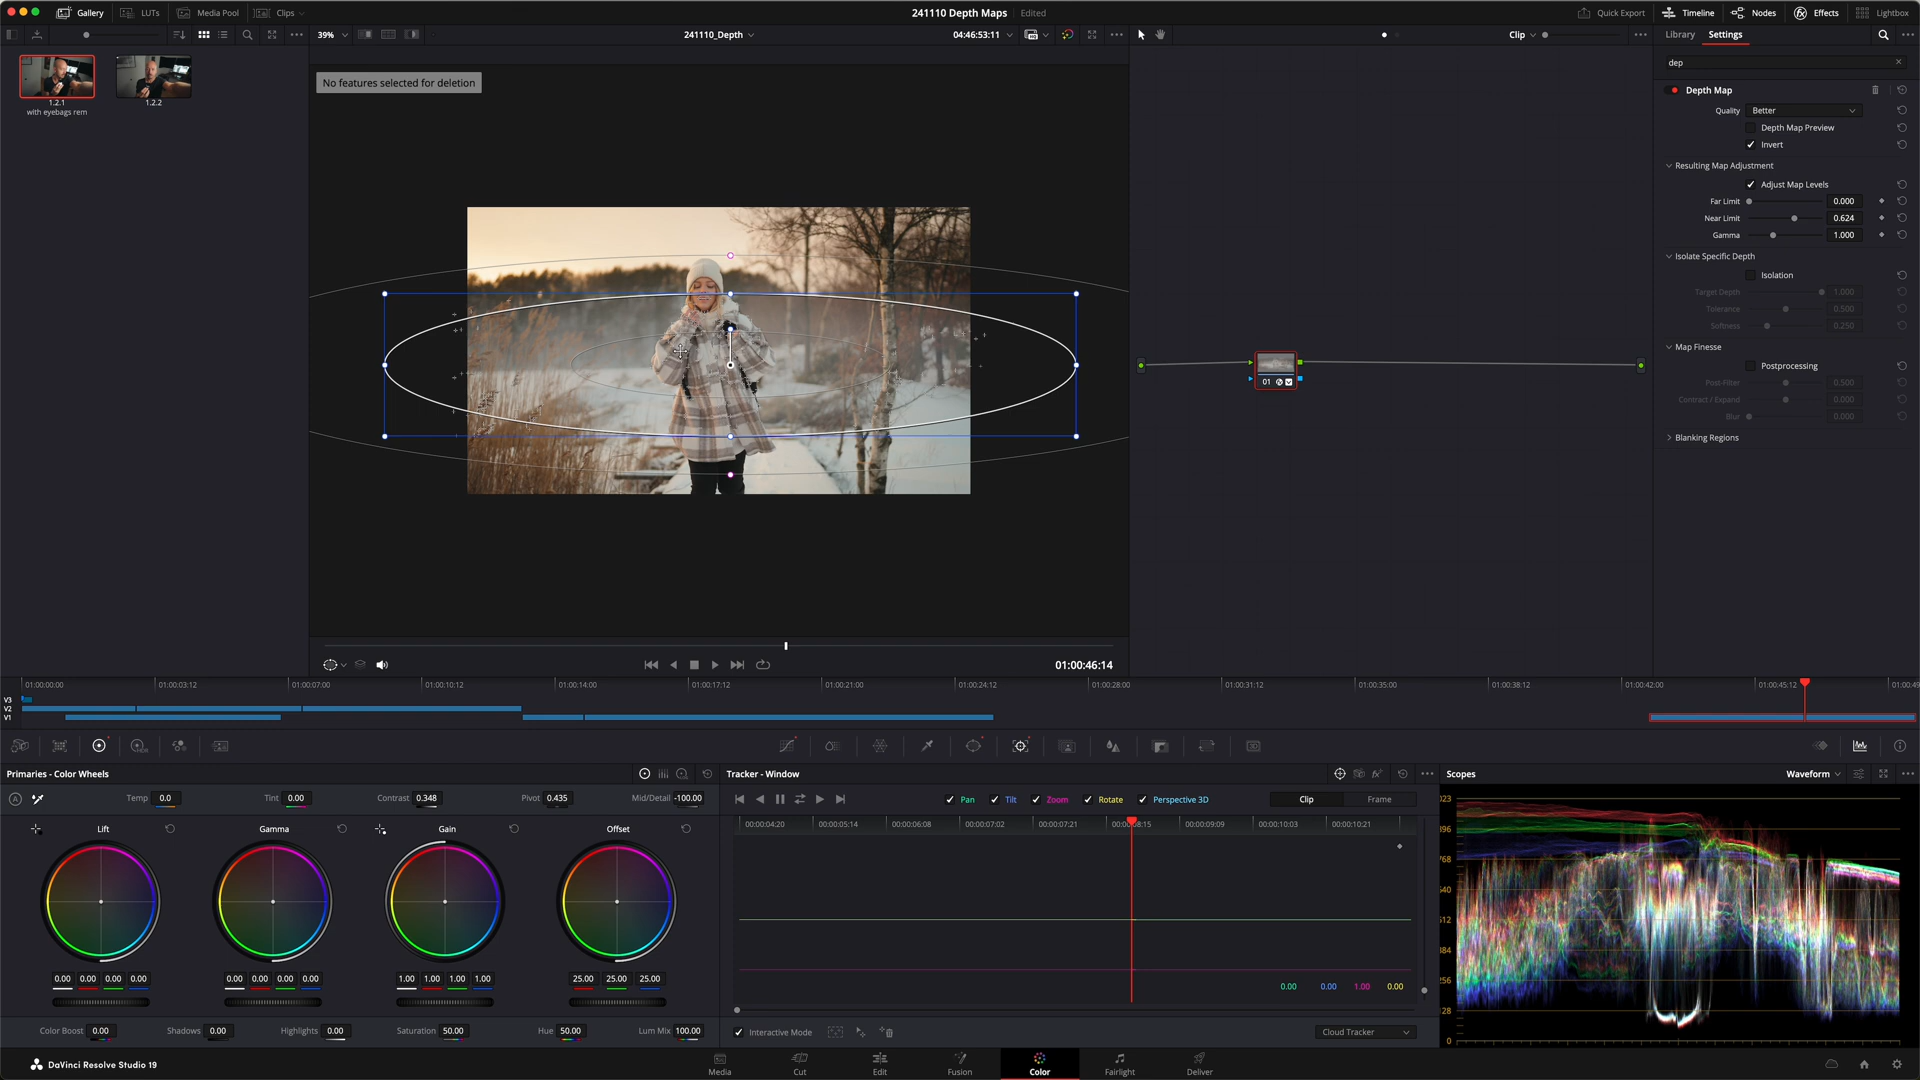 Gallery LUTs Media Pool Clips 241110 Depth Maps Edited Quick Export Timeline Nodes Effects Lightbox
39% 241110_Depth 04:46:53:11 Clip Library Settings
dep
No features selected for deletion
1.2.1 1.2.2
with eyebags rem
Depth Map
Quality Better
Depth Map Preview
Invert
Resulting Map Adjustment
Adjust Map Levels
Far Limit 0.000
Near Limit 0.624
Gamma 1.000
Isolate Specific Depth
Isolation
Target Depth 1.000
Tolerance 0.500
Softness 0.250
Map Finesse
Postprocessing
Post-Filter 0.500
Contract / Expand 0.000
Blur 0.000
Blanking Regions
01
01:00:46:14
01:00:00:00 01:00:03:12 01:00:07:00 01:00:10:12 01:00:14:00 01:00:17:12 01:00:21:00 01:00:24:12 01:00:28:00 01:00:31:12 01:00:35:00 01:00:38:12 01:00:42:00 01:00:45:12 01:00:49
V3
V2
V1
Primaries - Color Wheels
Temp 0.0 Tint 0.00 Contrast 0.348 Pivot 0.435 Mid/Detail -100.00
Lift Gamma Gain Offset
0.00 0.00 0.00 0.00 0.00 0.00 0.00 0.00 1.00 1.00 1.00 1.00 25.00 25.00 25.00
Color Boost 0.00 Shadows 0.00 Highlights 0.00 Saturation 50.00 Hue 50.00 Lum Mix 100.00
Tracker - Window
Pan Tilt Zoom Rotate Perspective 3D Clip Frame
00:00:04:20 00:00:05:14 00:00:06:08 00:00:07:02 00:00:07:21 00:00:08:15 00:00:09:09 00:00:10:03 00:00:10:21
0.00 0.00 1.00 0.00
Interactive Mode Cloud Tracker
Scopes Waveform
023
896
768
640
512
384
256
128
0
DaVinci Resolve Studio 19
Media Cut Edit Fusion Color Fairlight Deliver